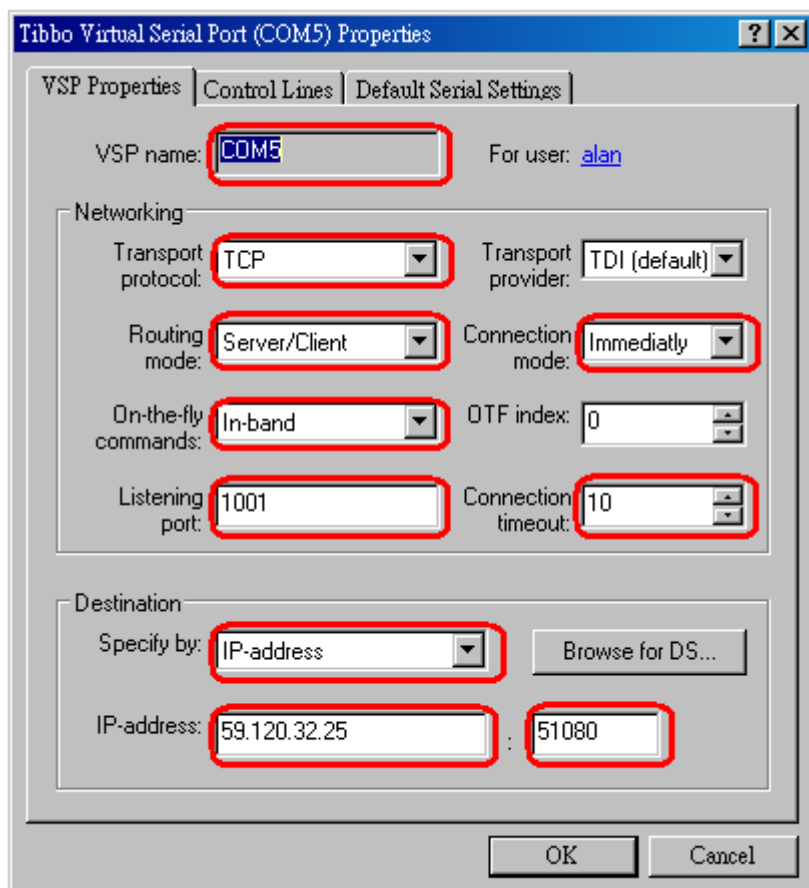 Tibbo Virtual Serial Port (COM5) Properties
VSP Properties Control Lines Default Serial Settings
VSP name: COM5 For user: alan
Networking
Transport protocol: TCP Transport provider: TDI (default)
Routing mode: Server/Client Connection mode: Immediatly
On-the-fly commands: In-band OTF index: 0
Listening port: 1001 Connection timeout: 10
Destination
Specify by: IP-address Browse for DS...
IP-address: 59.120.32.25 : 51080
OK Cancel